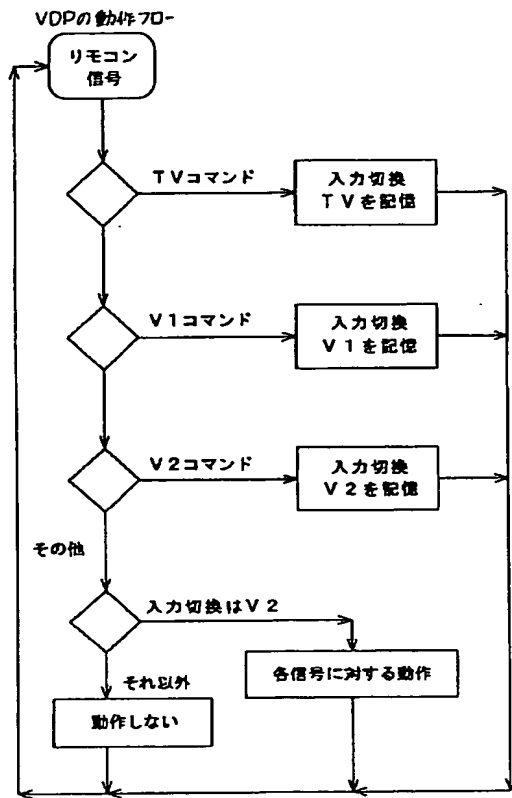 VDPの動作フロー
リモコン
信号
TVコマンド
入力切換
TVを記憶
V1コマンド
入力切換
V1を記憶
V2コマンド
入力切換
V2を記憶
その他
入力切換はV2
各信号に対する動作
それ以外
動作しない